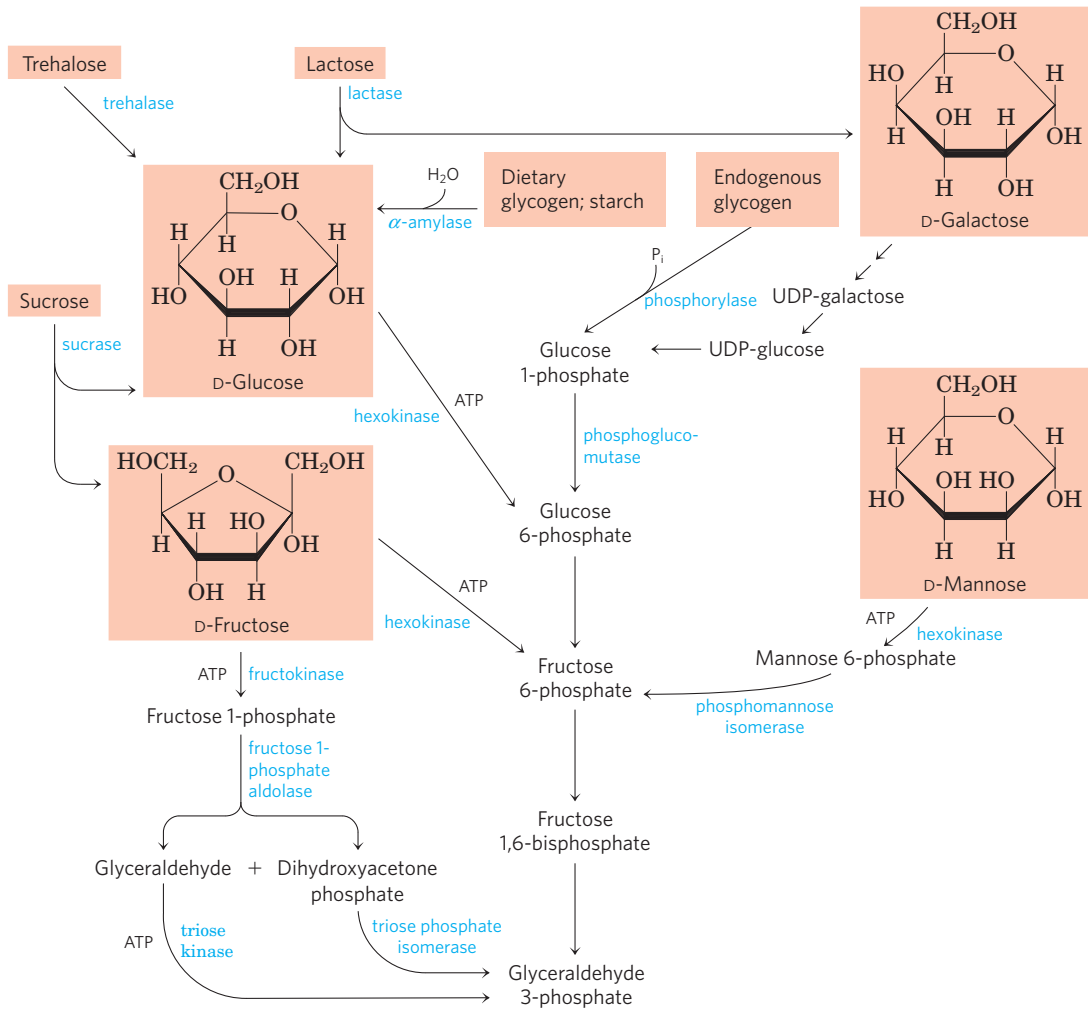 Trehalose
trehalase
Lactose
lactase
CH₂OH
O
HO
H
H
OH
H
H
OH
H
OH
D-Galactose
CH₂OH
O
H
H
H
OH
H
HO
OH
H
OH
D-Glucose
H₂O
α-amylase
Dietary
glycogen; starch
Endogenous
glycogen
Pᵢ
phosphorylase
UDP-galactose
UDP-glucose
Glucose
1-phosphate
Sucrose
sucrase
ATP
hexokinase
phosphogluco-
mutase
CH₂OH
O
H
H
H
OH
HO
HO
OH
H
H
D-Mannose
HOCH₂
O
CH₂OH
H
HO
H
OH
OH
H
D-Fructose
Glucose
6-phosphate
ATP
hexokinase
ATP
hexokinase
Mannose 6-phosphate
phosphomannose
isomerase
Fructose
6-phosphate
ATP
fructokinase
Fructose 1-phosphate
fructose 1-
phosphate
aldolase
Fructose
1,6-bisphosphate
Glyceraldehyde + Dihydroxyacetone
phosphate
ATP
triose
kinase
triose phosphate
isomerase
Glyceraldehyde
3-phosphate